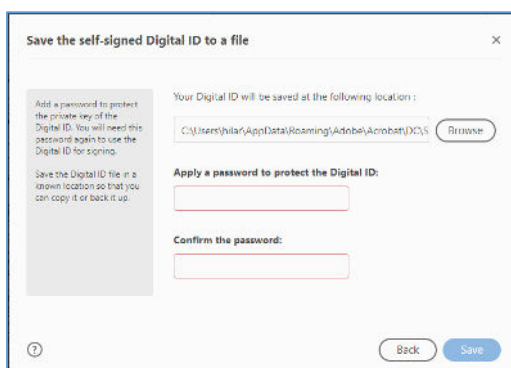 Save the self-signed Digital ID to a file
Add a password to protect
the private key of the
Digital ID. You will need this
password again to use the
Digital ID for signing.
Save the Digital ID file in a
known location so that you
can copy it or back it up.
Your Digital ID will be saved at the following location :
C:\Users\hilar\AppData\Roaming\Adobe\Acrobat\DC\S
Browse
Apply a password to protect the Digital ID:
Confirm the password:
Back
Save